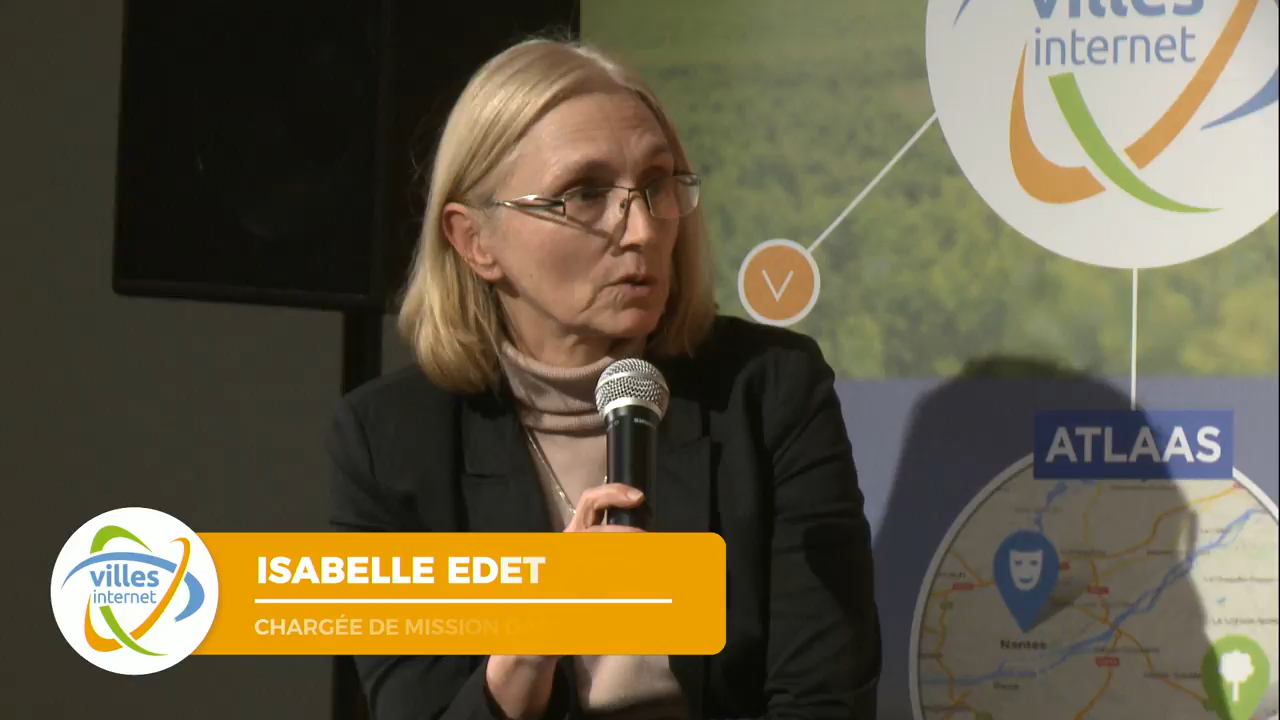 villes
internet
ATLAAS
Nantes
ISABELLE EDET
CHARGÉE DE MISSION
villes
internet